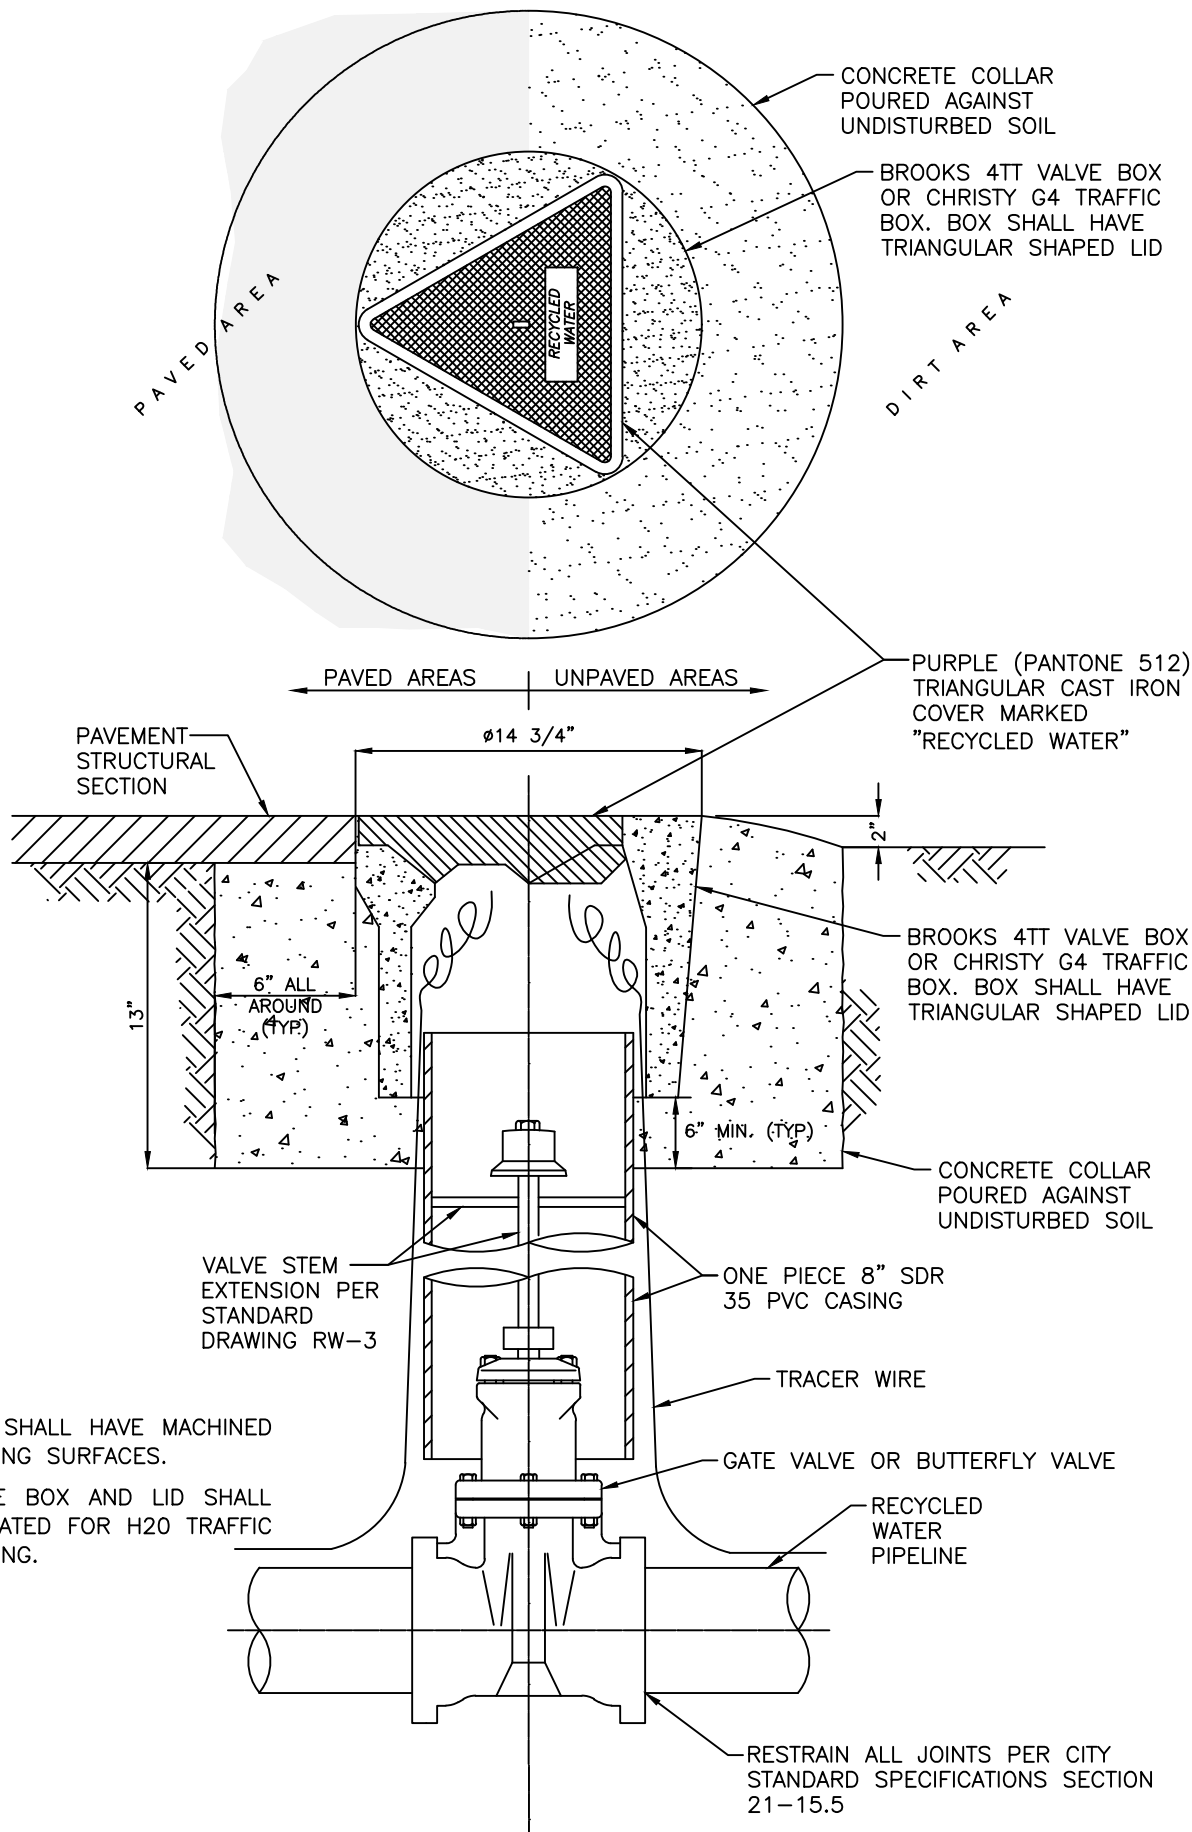 CONCRETE COLLAR
POURED AGAINST
UNDISTURBED SOIL
BROOKS 4TT VALVE BOX
OR CHRISTY G4 TRAFFIC
BOX. BOX SHALL HAVE
TRIANGULAR SHAPED LID
PAVED AREA
RECYCLED
WATER
DIRT AREA
PURPLE (PANTONE 512)
TRIANGULAR CAST IRON
COVER MARKED
"RECYCLED WATER"
PAVED AREAS
UNPAVED AREAS
PAVEMENT
STRUCTURAL
SECTION
ø14 3/4"
2"
BROOKS 4TT VALVE BOX
OR CHRISTY G4 TRAFFIC
BOX. BOX SHALL HAVE
TRIANGULAR SHAPED LID
13"
6" ALL
AROUND
(TYP.)
6" MIN. (TYP.)
CONCRETE COLLAR
POURED AGAINST
UNDISTURBED SOIL
VALVE STEM
EXTENSION PER
STANDARD
DRAWING RW-3
ONE PIECE 8" SDR
35 PVC CASING
TRACER WIRE
SHALL HAVE MACHINED
NG SURFACES.
GATE VALVE OR BUTTERFLY VALVE
E BOX AND LID SHALL
ATED FOR H20 TRAFFIC
NG.
RECYCLED
WATER
PIPELINE
RESTRAIN ALL JOINTS PER CITY
STANDARD SPECIFICATIONS SECTION
21-15.5